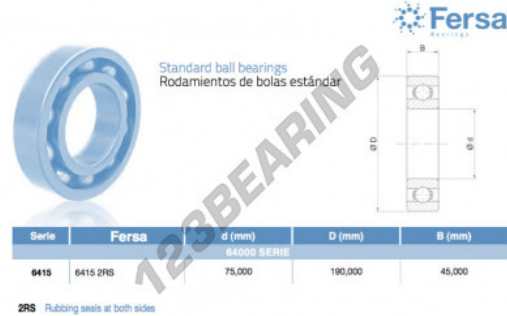 Fersa
Bearings
Standard ball bearings
Rodamientos de bolas estándar
B
Ø D
Ø d
123BEARING
Serie Fersa d (mm) D (mm) B (mm)
64000 SERIE
6415 6415 2RS 75,000 190,000 45,000
2RS Rubbing seals at both sides